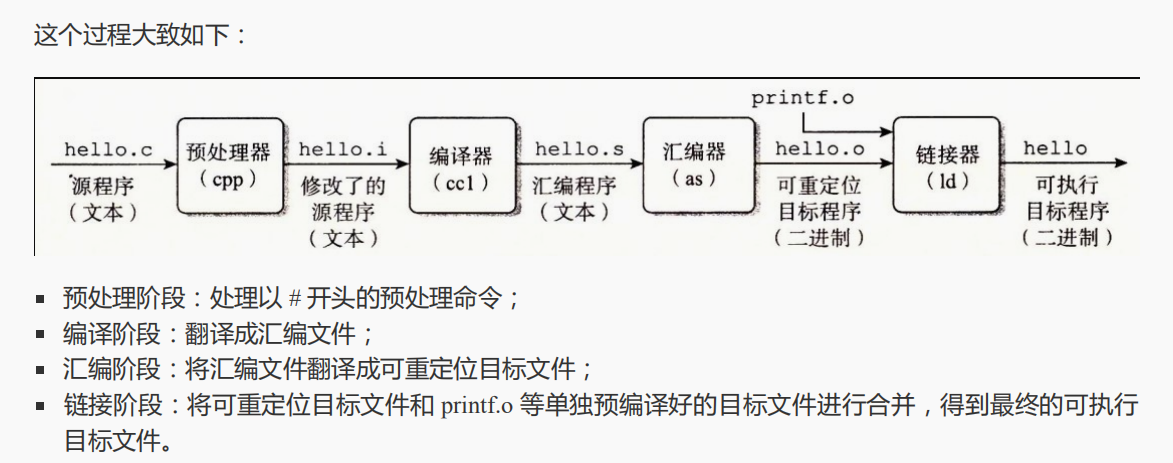 这个过程大致如下：
printf.o
hello.c
预处理器
(cpp)
hello.i
编译器
(cc1)
hello.s
汇编器
(as)
hello.o
链接器
(ld)
hello
源程序
(文本)
修改了的
源程序
(文本)
汇编程序
(文本)
可重定位
目标程序
(二进制)
可执行
目标程序
(二进制)
预处理阶段：处理以 # 开头的预处理命令；
编译阶段：翻译成汇编文件；
汇编阶段：将汇编文件翻译成可重定位目标文件；
链接阶段：将可重定位目标文件和 printf.o 等单独预编译好的目标文件进行合并，得到最终的可执行
目标文件。